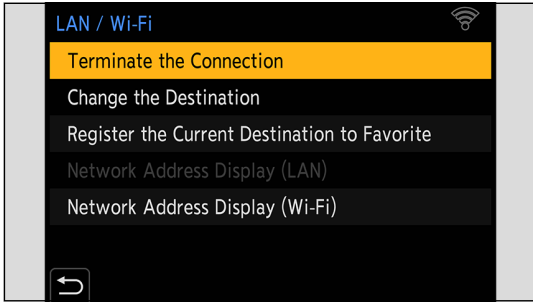 LAN / Wi-Fi
Terminate the Connection
Change the Destination
Register the Current Destination to Favorite
Network Address Display (LAN)
Network Address Display (Wi-Fi)